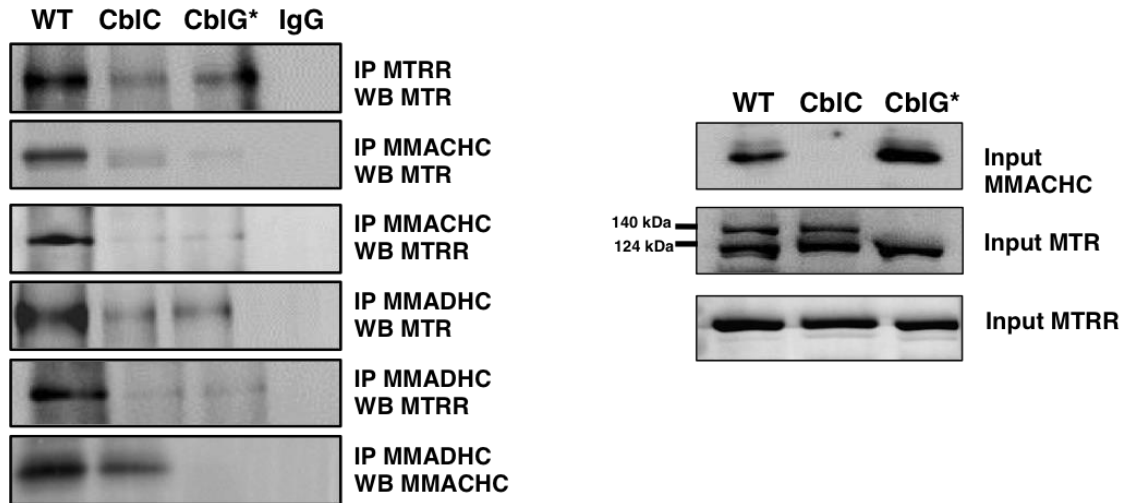 WT CblC CblG* IgG
IP MTRR
WB MTR
IP MMACHC
WB MTR
IP MMACHC
WB MTRR
IP MMADHC
WB MTR
IP MMADHC
WB MTRR
IP MMADHC
WB MMACHC
WT CblC CblG*
Input
MMACHC
140 kDa
124 kDa
Input MTR
Input MTRR